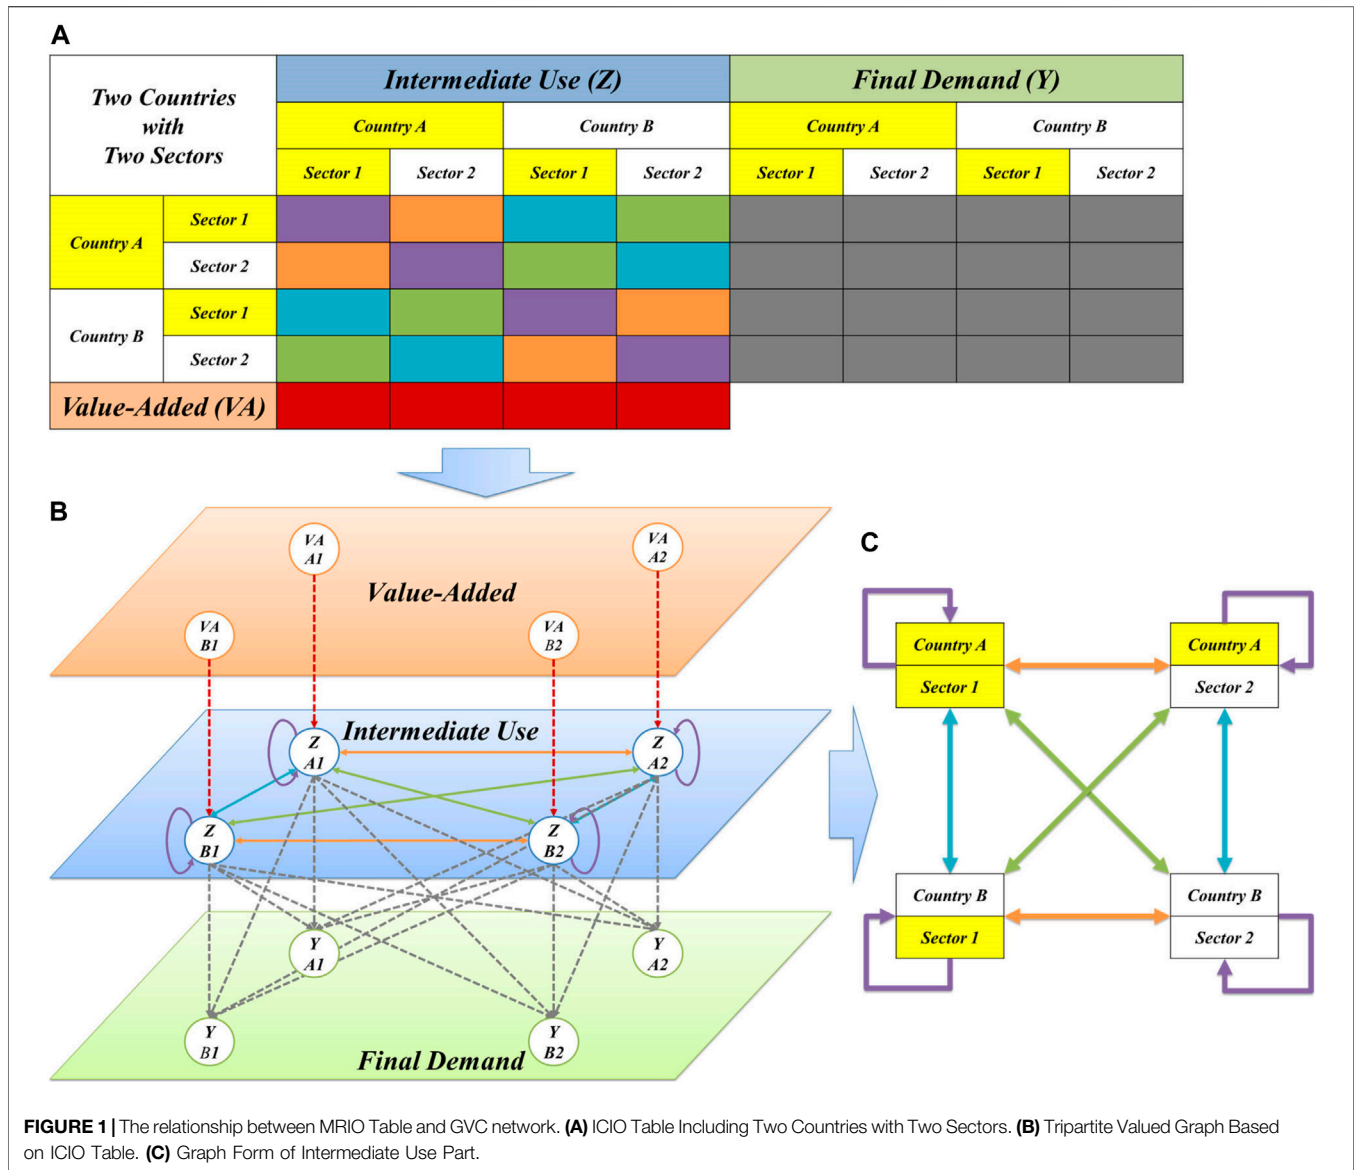 A
Two Countries
with
Two Sectors
Intermediate Use (Z)
Final Demand (Y)
Country A
Country B
Country A
Country B
Sector 1
Sector 2
Sector 1
Sector 2
Sector 1
Sector 2
Sector 1
Sector 2
Country A
Sector 1
Sector 2
Country B
Sector 1
Sector 2
Value-Added (VA)
B
VA
A1
VA
A2
Value-Added
VA
B1
VA
B2
Intermediate Use
Z
A1
Z
A2
Z
B1
Z
B2
Y
A1
Y
A2
Y
B1
Y
B2
Final Demand
C
Country A
Sector 1
Country A
Sector 2
Country B
Sector 1
Country B
Sector 2
FIGURE 1 | The relationship between MRIO Table and GVC network. (A) ICIO Table Including Two Countries with Two Sectors. (B) Tripartite Valued Graph Based
on ICIO Table. (C) Graph Form of Intermediate Use Part.